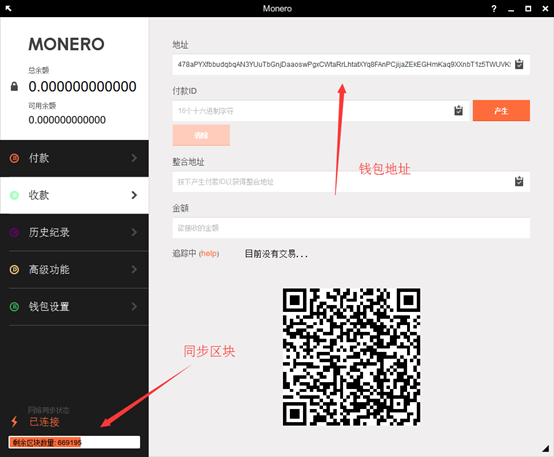 Monero
MONERO
总余额
0.000000000000
可用余额
0.000000000000
付款
收款
历史纪录
高级功能
钱包设置
网络同步状态
已连接
剩余区块数量: 669195
地址
付款ID
16个十六进制字符
产生
清除
整合地址
按下产生付款ID以获得整合地址
金额
欲接收的金额
追踪中 (help)
目前没有交易...
钱包地址
同步区块